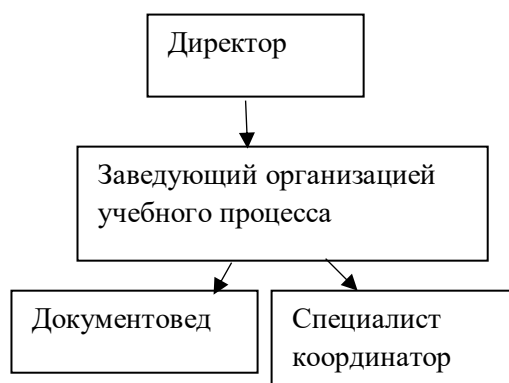 Директор
Заведующий организацией
учебного процесса
Документовед
Специалист
координатор